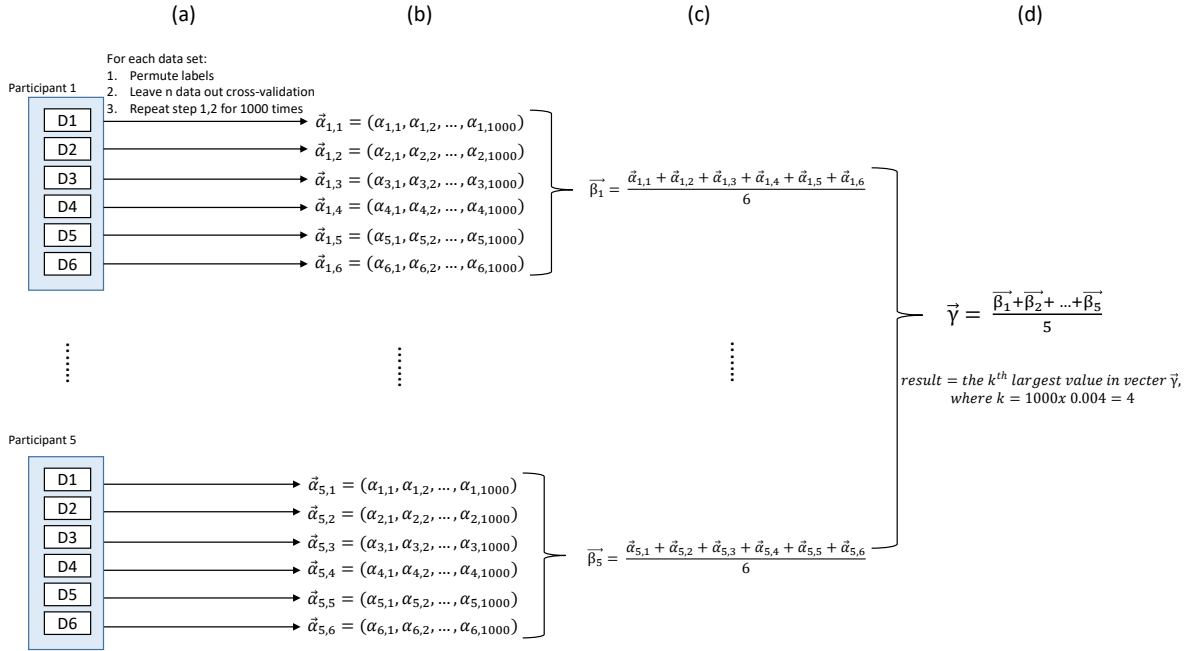 (a)
(b)
(c)
(d)
For each data set:
1. Permute labels
2. Leave n data out cross-validation
3. Repeat step 1,2 for 1000 times
Participant 1
D1
D2
D3
D4
D5
D6
α⃗1,1 = (α1,1, α1,2, …, α1,1000)
α⃗1,2 = (α2,1, α2,2, …, α2,1000)
α⃗1,3 = (α3,1, α3,2, …, α3,1000)
α⃗1,4 = (α4,1, α4,2, …, α4,1000)
α⃗1,5 = (α5,1, α5,2, …, α5,1000)
α⃗1,6 = (α6,1, α6,2, …, α6,1000)
β1⃗ = (α⃗1,1 + α⃗1,2 + α⃗1,3 + α⃗1,4 + α⃗1,5 + α⃗1,6) / 6
γ⃗ = (β1⃗+β2⃗+ …+β5⃗) / 5
result = the kth largest value in vecter γ⃗,
where k = 1000x 0.004 = 4
Participant 5
D1
D2
D3
D4
D5
D6
α⃗5,1 = (α1,1, α1,2, …, α1,1000)
α⃗5,2 = (α2,1, α2,2, …, α2,1000)
α⃗5,3 = (α3,1, α3,2, …, α3,1000)
α⃗5,4 = (α4,1, α4,2, …, α4,1000)
α⃗5,5 = (α5,1, α5,2, …, α5,1000)
α⃗5,6 = (α6,1, α6,2, …, α6,1000)
β5⃗ = (α⃗5,1 + α⃗5,2 + α⃗5,3 + α⃗5,4 + α⃗5,5 + α⃗5,6) / 6